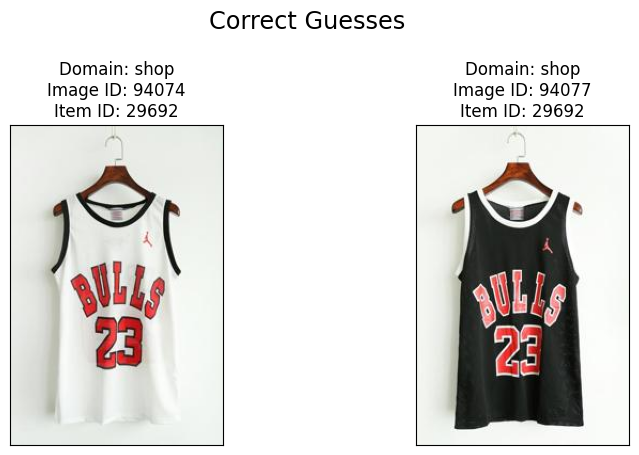 Correct Guesses
Domain: shop
Image ID: 94074
Item ID: 29692
BULLS
23
Domain: shop
Image ID: 94077
Item ID: 29692
BULLS
23